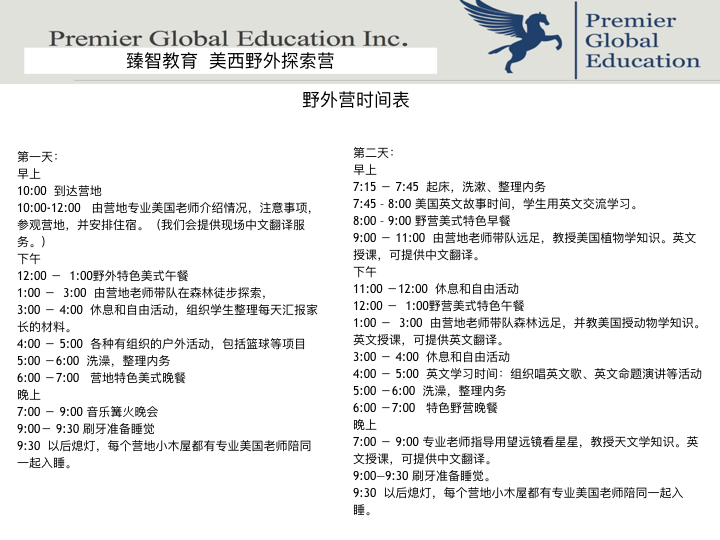 Premier Global Education Inc.
Premier
Global
Education
臻智教育  美西野外探索营
野外营时间表
第一天：
早上
10:00  到达营地
10:00-12:00   由营地专业美国老师介绍情况，注意事项，
参观营地，并安排住宿。（我们会提供现场中文翻译服
务。）
下午
12:00 －  1:00野外特色美式午餐
1:00 －  3:00  由营地老师带队在森林徒步探索，
3:00 － 4:00  休息和自由活动，组织学生整理每天汇报家
长的材料。
4:00 － 5:00  各种有组织的户外活动，包括篮球等项目
5:00 －6:00  洗澡，整理内务
6:00 －7:00   营地特色美式晚餐
晚上
7:00 － 9:00 音乐篝火晚会
9:00－ 9:30 刷牙准备睡觉
9:30  以后熄灯，每个营地小木屋都有专业美国老师陪同
一起入睡。
第二天：
早上
7:15 － 7:45  起床，洗漱、整理内务
7:45 - 8:00 美国英文故事时间，学生用英文交流学习。
8:00 - 9:00 野营美式特色早餐
9:00 － 11:00  由营地老师带队远足，教授美国植物学知识。英文
授课，可提供中文翻译。
下午
11:00 －12:00  休息和自由活动
12:00 －  1:00野营美式特色午餐
1:00 －  3:00  由营地老师带队森林远足，并教美国授动物学知识。
英文授课，可提供英文翻译。
3:00 － 4:00  休息和自由活动
4:00 － 5:00  英文学习时间：组织唱英文歌、英文命题演讲等活动
5:00 －6:00  洗澡，整理内务
6:00 －7:00   特色野营晚餐
晚上
7:00 － 9:00 专业老师指导用望远镜看星星，教授天文学知识。英
文授课，可提供中文翻译。
9:00—9:30 刷牙准备睡觉。
9:30  以后熄灯，每个营地小木屋都有专业美国老师陪同一起入
睡。